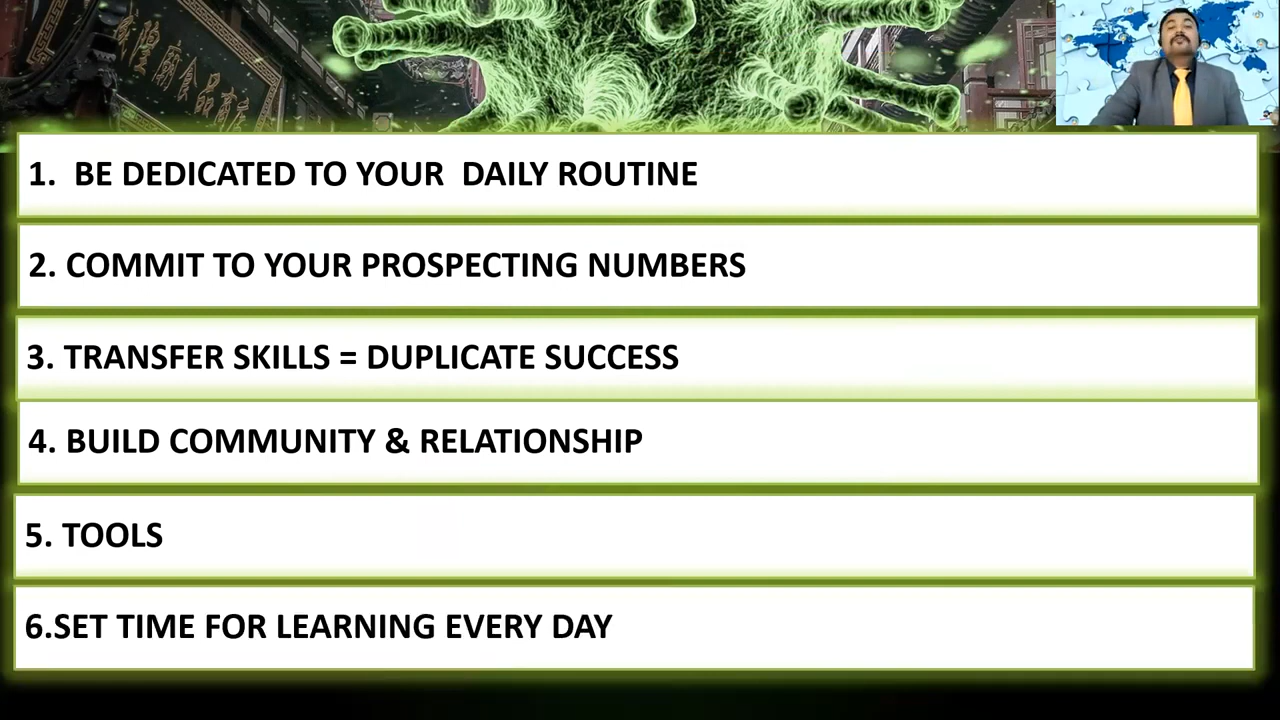 1. BE DEDICATED TO YOUR DAILY ROUTINE
2. COMMIT TO YOUR PROSPECTING NUMBERS
3. TRANSFER SKILLS = DUPLICATE SUCCESS
4. BUILD COMMUNITY & RELATIONSHIP
5. TOOLS
6.SET TIME FOR LEARNING EVERY DAY